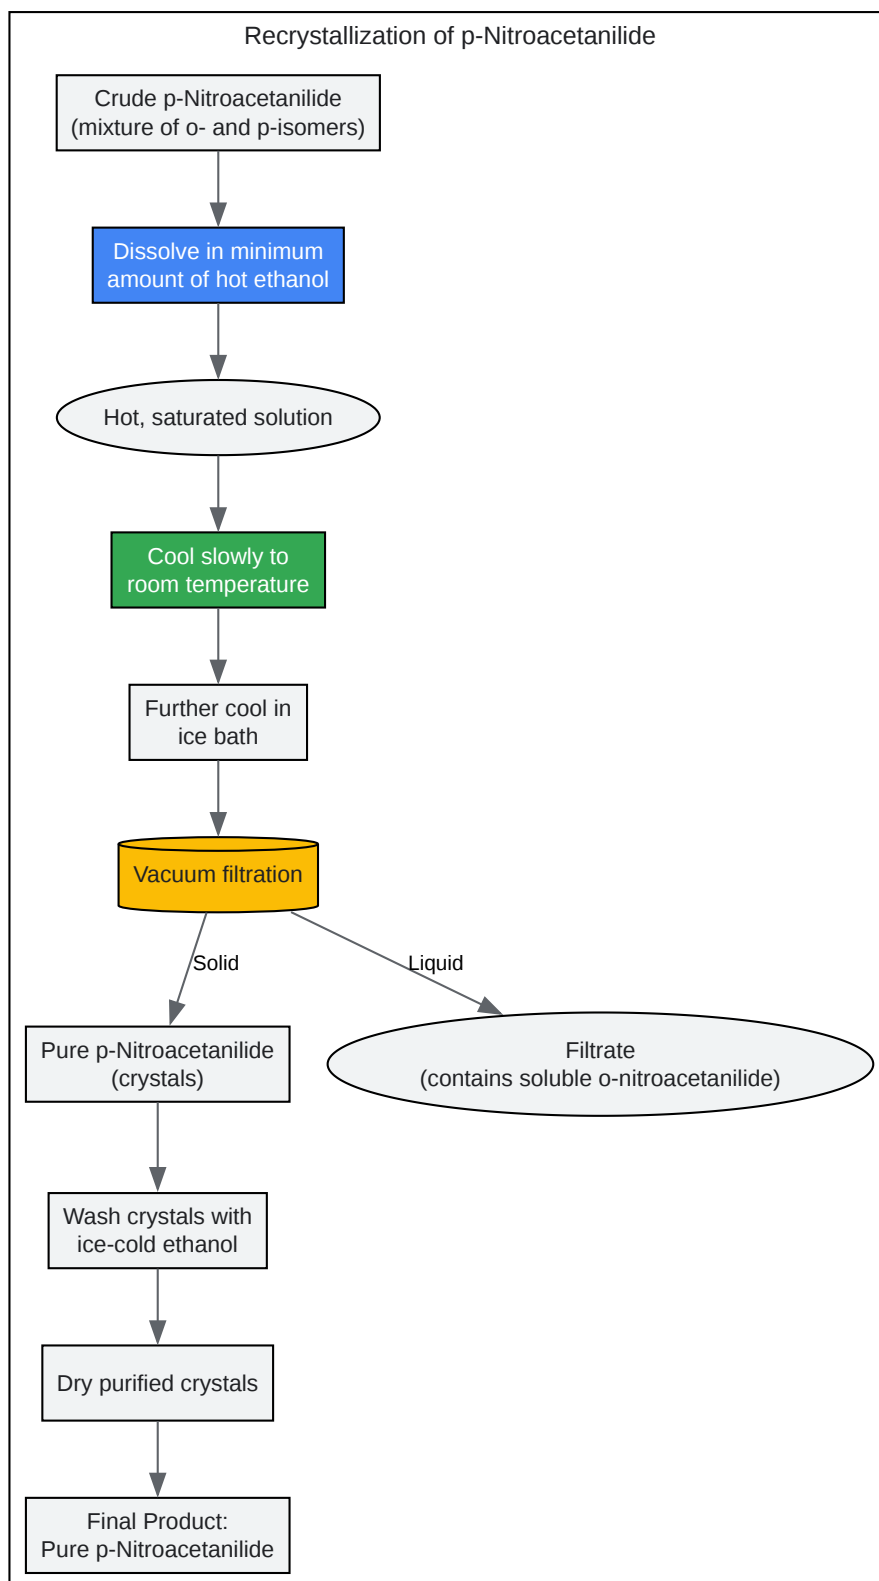 Recrystallization of p-Nitroacetanilide
Crude p-Nitroacetanilide
(mixture of o- and p-isomers)
Dissolve in minimum
amount of hot ethanol
Hot, saturated solution
Cool slowly to
room temperature
Further cool in
ice bath
Vacuum filtration
Solid
Liquid
Pure p-Nitroacetanilide
(crystals)
Filtrate
(contains soluble o-nitroacetanilide)
Wash crystals with
ice-cold ethanol
Dry purified crystals
Final Product:
Pure p-Nitroacetanilide